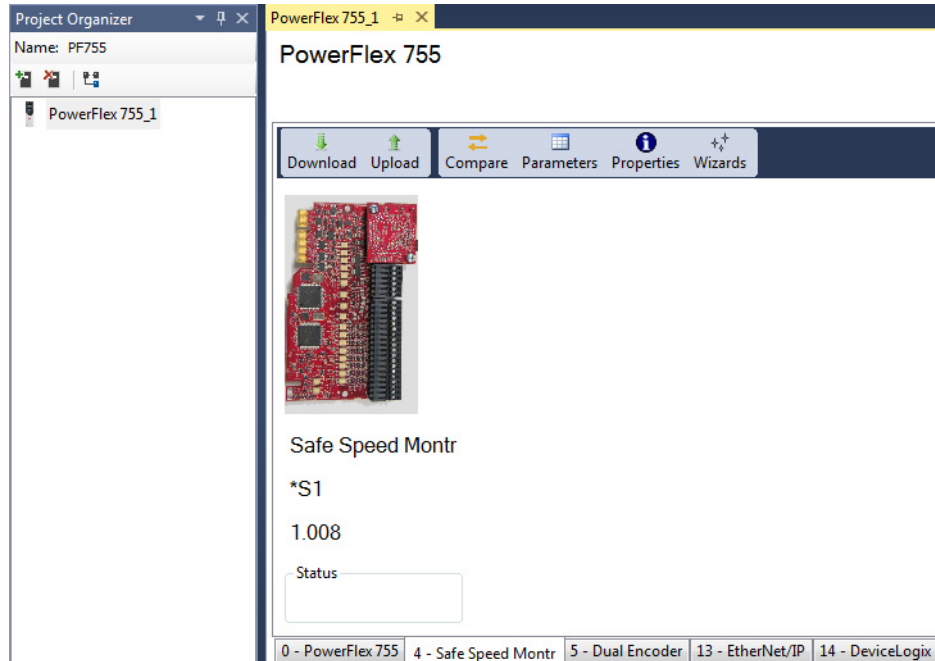 Project Organizer
Name: PF755
PowerFlex 755_1
PowerFlex 755_1
PowerFlex 755
Download Upload Compare Parameters Properties Wizards
Safe Speed Montr
*S1
1.008
Status
0 - PowerFlex 755 4 - Safe Speed Montr 5 - Dual Encoder 13 - EtherNet/IP 14 - DeviceLogix